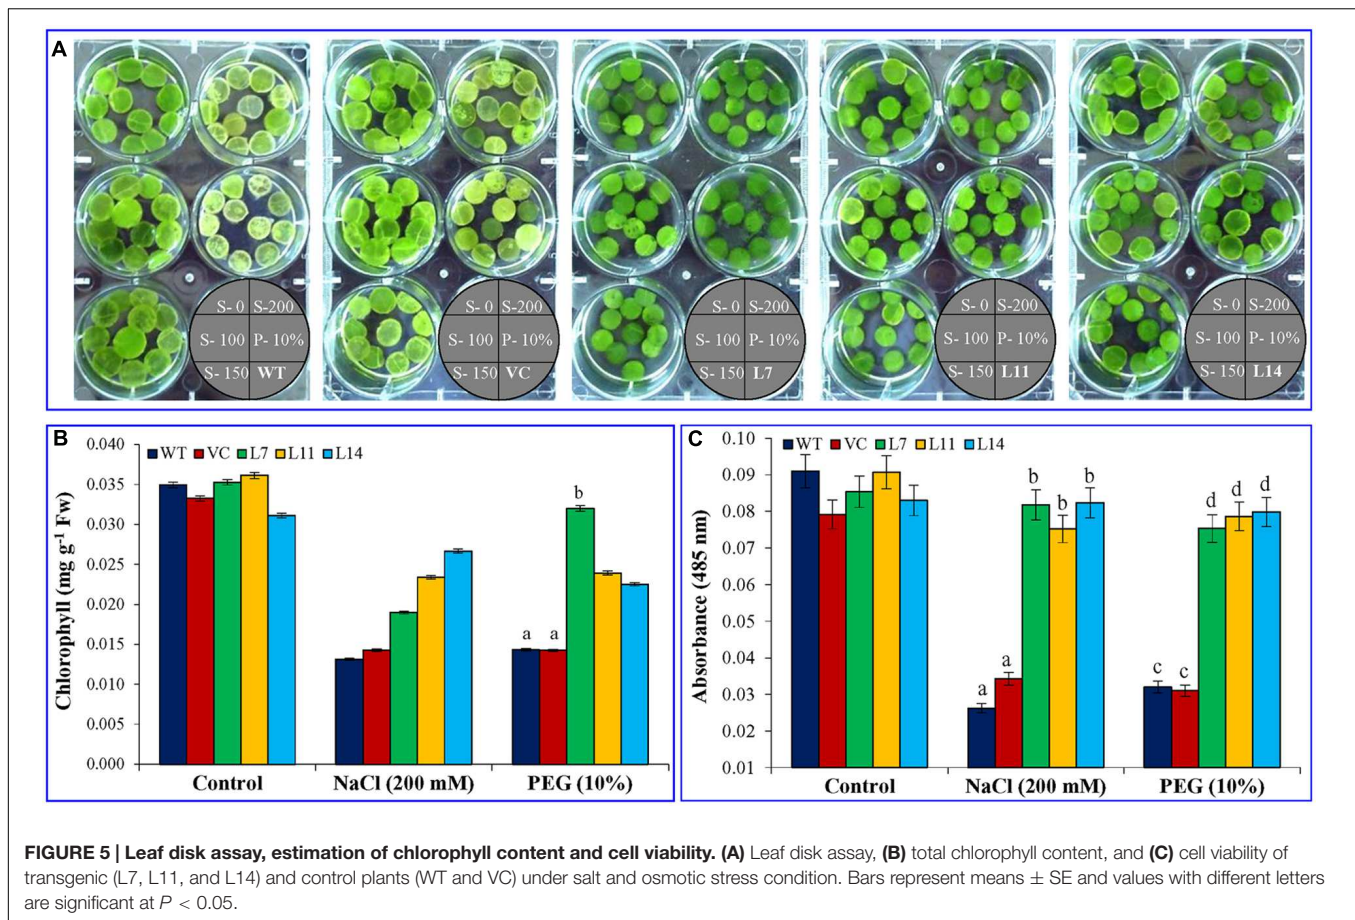 A
S- 0 S-200
S- 100 P- 10%
S- 150 WT
S- 0 S-200
S- 100 P- 10%
S- 150 VC
S- 0 S-200
S- 100 P- 10%
S- 150 L7
S- 0 S-200
S- 100 P- 10%
S- 150 L11
S- 0 S-200
S- 100 P- 10%
S- 150 L14
B
WT VC L7 L11 L14
Chlorophyll (mg g-1 Fw)
0.040
0.035
0.030
0.025
0.020
0.015
0.010
0.005
0.000
a a b
Control NaCl (200 mM) PEG (10%)
C
WT VC L7 L11 L14
Absorbance (485 nm)
0.10
0.09
0.08
0.07
0.06
0.05
0.04
0.03
0.02
0.01
a a b b b c c d d d
Control NaCl (200 mM) PEG (10%)
FIGURE 5 | Leaf disk assay, estimation of chlorophyll content and cell viability. (A) Leaf disk assay, (B) total chlorophyll content, and (C) cell viability of
transgenic (L7, L11, and L14) and control plants (WT and VC) under salt and osmotic stress condition. Bars represent means ± SE and values with different letters
are significant at P < 0.05.